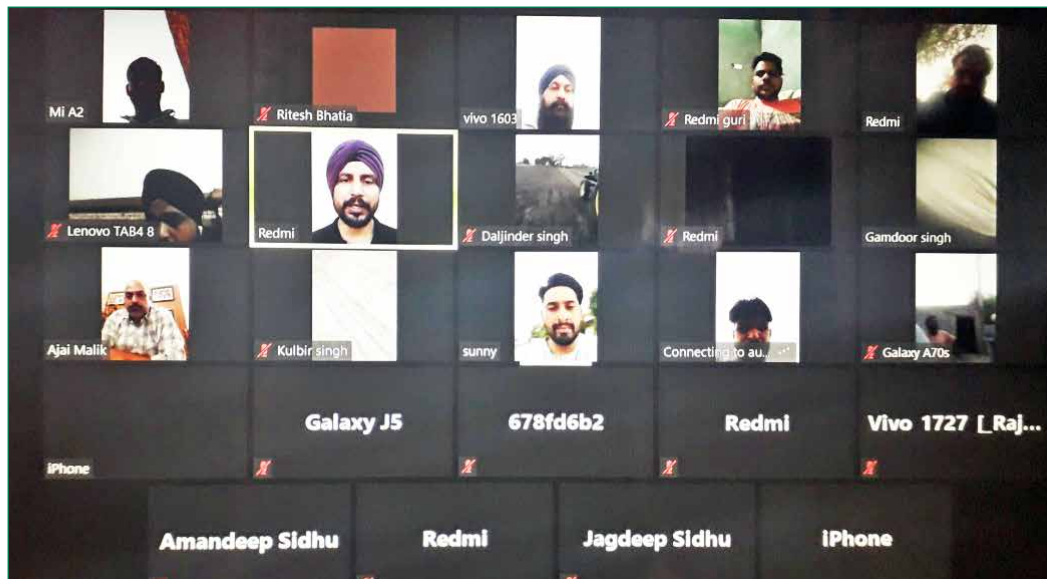 Mi A2
Ritesh Bhatia
vivo 1603
Redmi guri
Redmi
Lenovo TAB4 8
Redmi
Daljinder singh
Redmi
Gamdoor singh
Ajai Malik
Kulbir singh
sunny
Connecting to au... ...
Galaxy A70s
iPhone
Galaxy J5
678fd6b2
Redmi
Vivo 1727 [_Raj...
Amandeep Sidhu
Redmi
Jagdeep Sidhu
iPhone